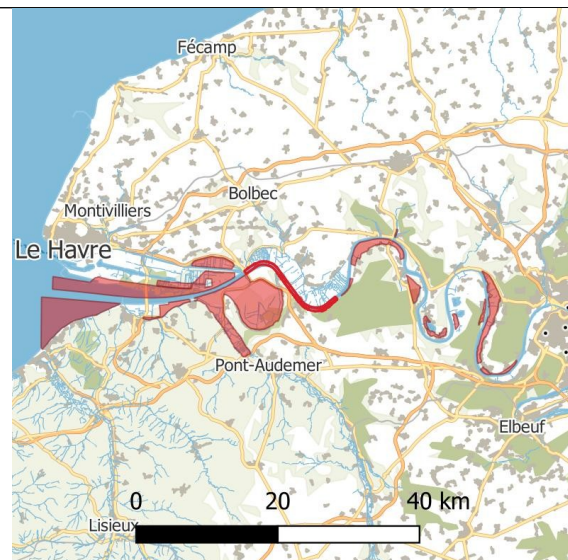 Fécamp
Bolbec
Montivilliers
Le Havre
Pont-Audemer
Elbeuf
0 20 40 km
Lisieux